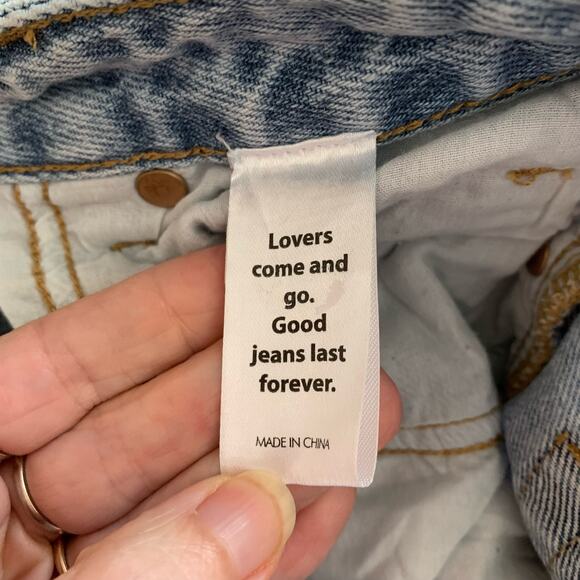 Lovers
come and
go.
Good
jeans last
forever.
MADE IN CHINA